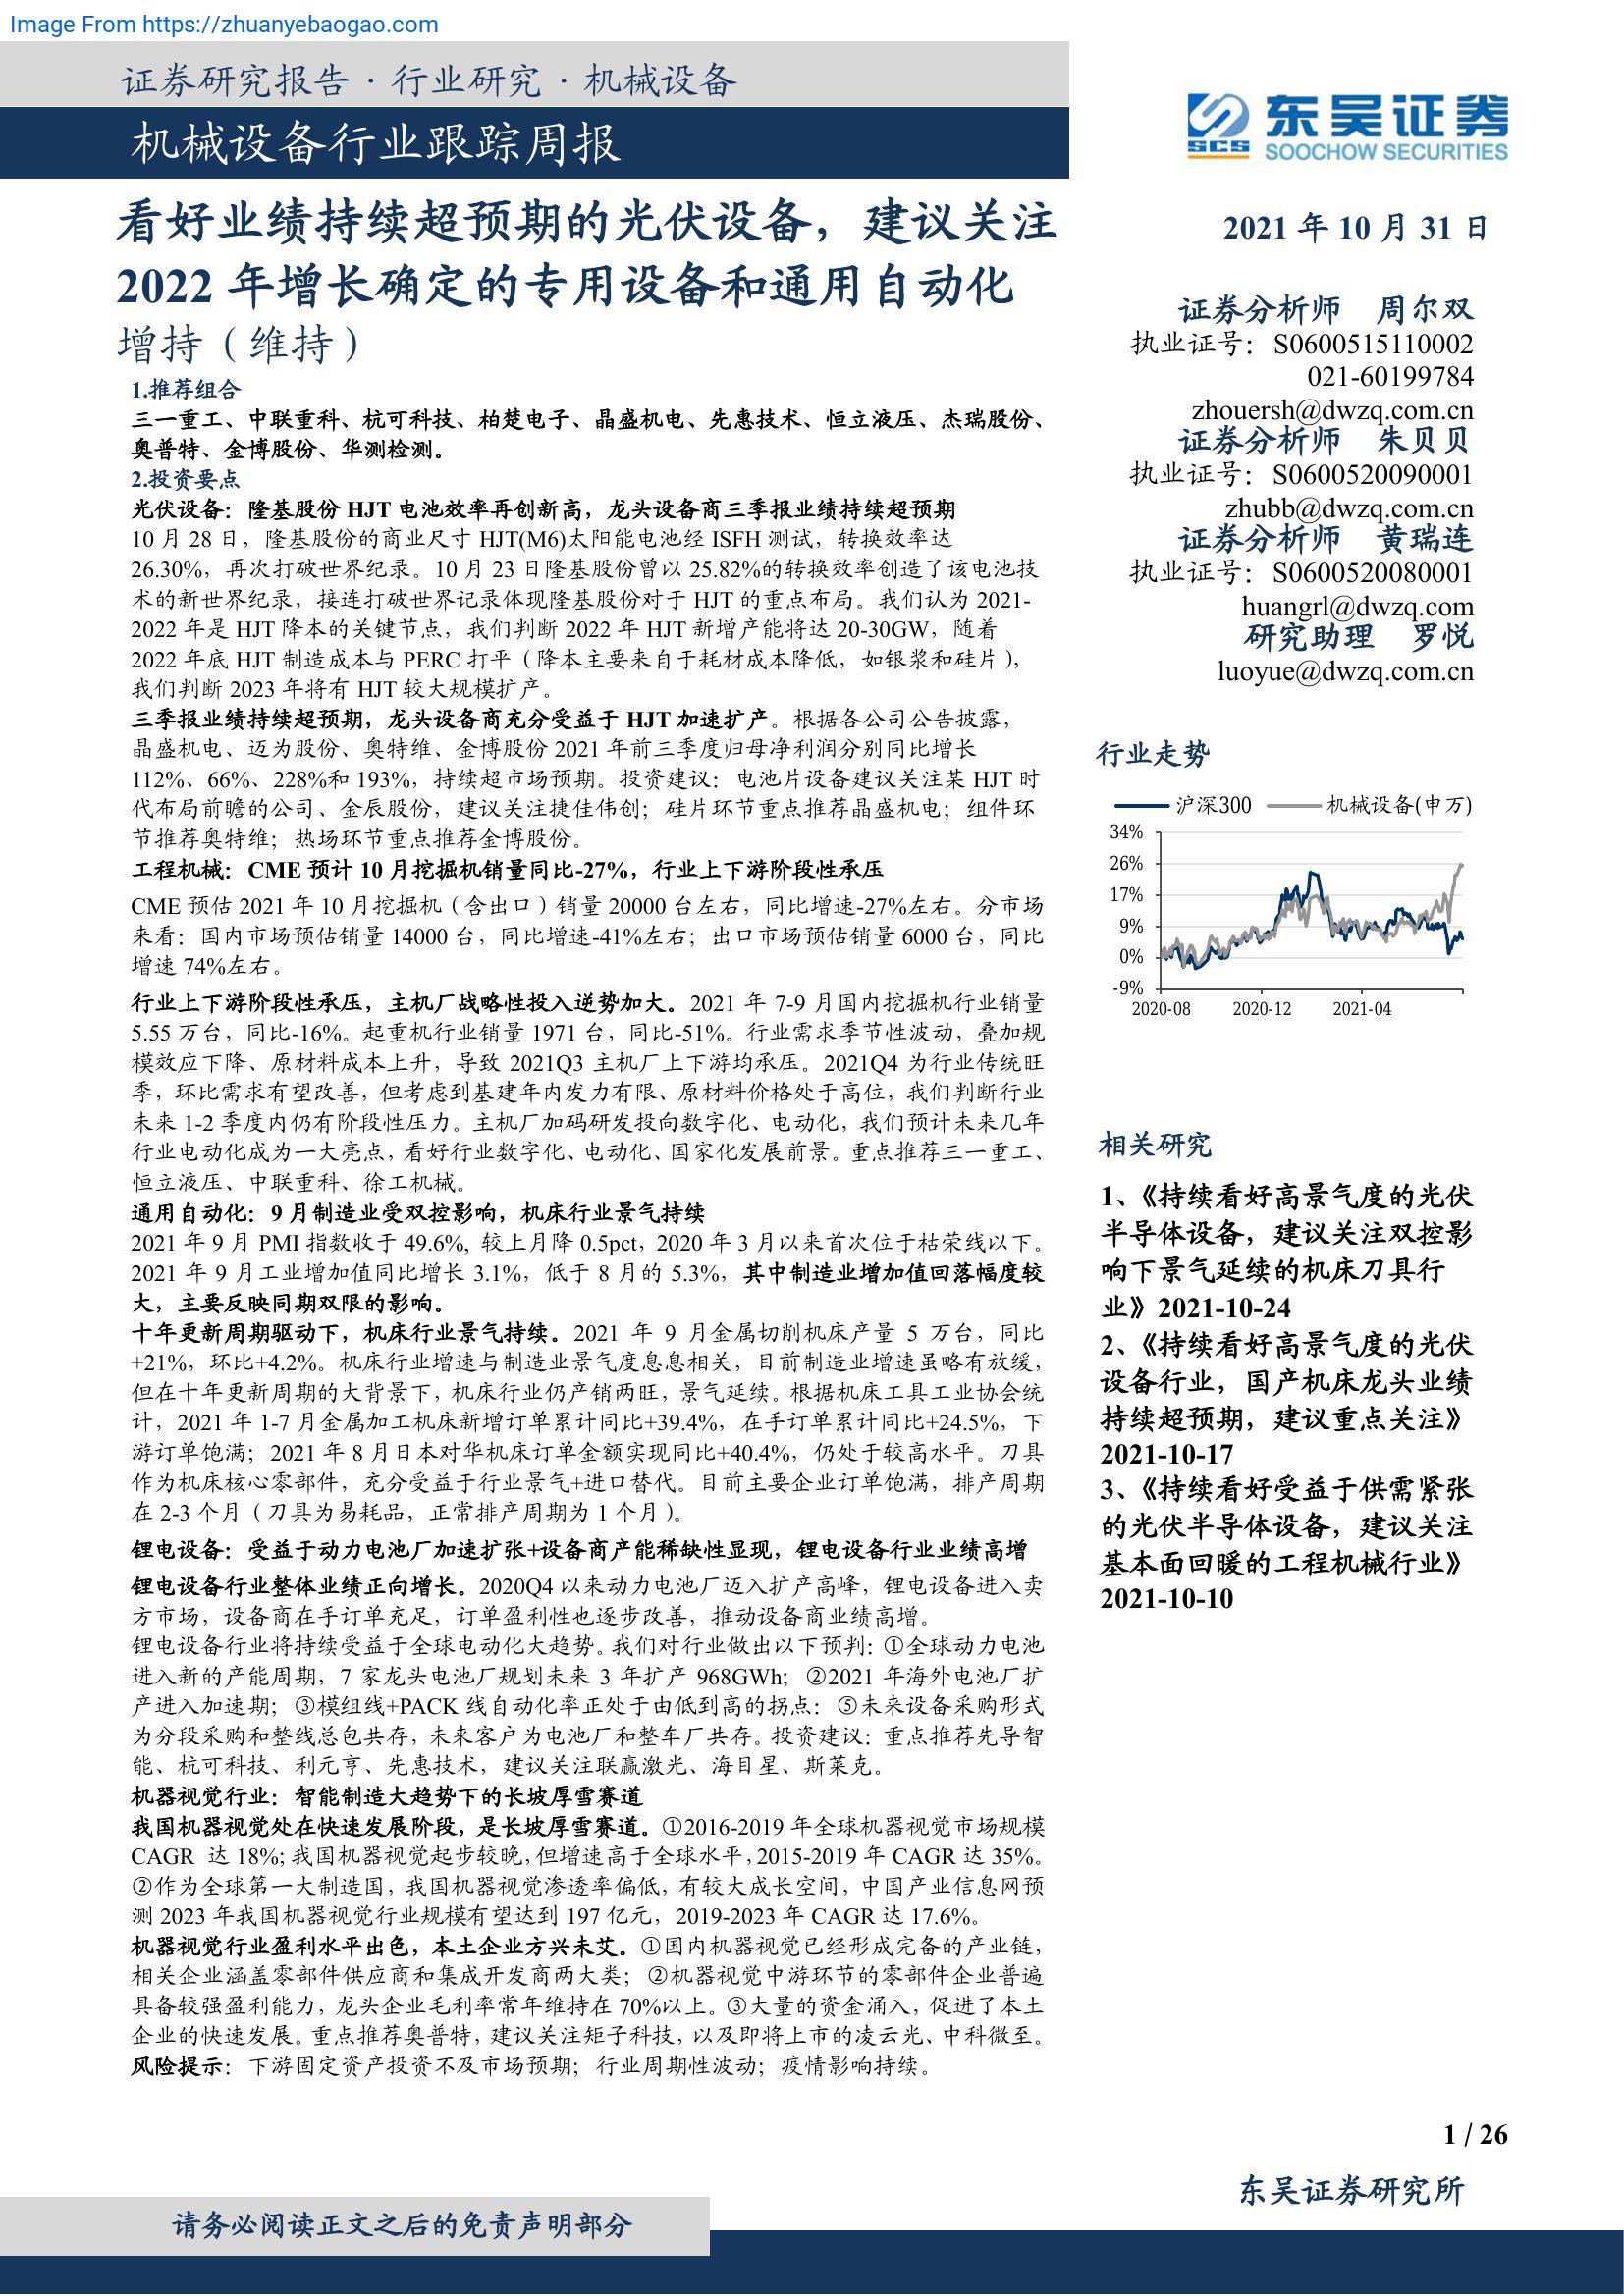 Image From https://zhuanyebaogao.com
证券研究报告·行业研究·机械设备
机械设备行业跟踪周报
东吴证券
SCS
SOOCHOW SECURITIES
看好业绩持续超预期的光伏设备，建议关注
2022 年增长确定的专用设备和通用自动化
增持（维持）
1.推荐组合
三一重工、中联重科、杭可科技、柏楚电子、晶盛机电、先惠技术、恒立液压、杰瑞股份、
奥普特、金博股份、华测检测。
2.投资要点
光伏设备：隆基股份 HJT 电池效率再创新高，龙头设备商三季报业绩持续超预期
10 月 28 日，隆基股份的商业尺寸 HJT(M6)太阳能电池经 ISFH 测试，转换效率达
26.30%，再次打破世界纪录。10 月 23 日隆基股份曾以 25.82%的转换效率创造了该电池技
术的新世界纪录，接连打破世界记录体现隆基股份对于 HJT 的重点布局。我们认为 2021-
2022 年是 HJT 降本的关键节点，我们判断 2022 年 HJT 新增产能将达 20-30GW，随着
2022 年底 HJT 制造成本与 PERC 打平（降本主要来自于耗材成本降低，如银浆和硅片），
我们判断 2023 年将有 HJT 较大规模扩产。
三季报业绩持续超预期，龙头设备商充分受益于 HJT 加速扩产。根据各公司公告披露，
晶盛机电、迈为股份、奥特维、金博股份 2021 年前三季度归母净利润分别同比增长
112%、66%、228%和 193%，持续超市场预期。投资建议：电池片设备建议关注某 HJT 时
代布局前瞻的公司、金辰股份，建议关注捷佳伟创；硅片环节重点推荐晶盛机电；组件环
节推荐奥特维；热场环节重点推荐金博股份。
工程机械：CME 预计 10 月挖掘机销量同比-27%，行业上下游阶段性承压
CME 预估 2021 年 10 月挖掘机（含出口）销量 20000 台左右，同比增速-27%左右。分市场
来看：国内市场预估销量 14000 台，同比增速-41%左右；出口市场预估销量 6000 台，同比
增速 74%左右。
行业上下游阶段性承压，主机厂战略性投入逆势加大。2021 年 7-9 月国内挖掘机行业销量
5.55 万台，同比-16%。起重机行业销量 1971 台，同比-51%。行业需求季节性波动，叠加规
模效应下降、原材料成本上升，导致 2021Q3 主机厂上下游均承压。2021Q4 为行业传统旺
季，环比需求有望改善，但考虑到基建年内发力有限、原材料价格处于高位，我们判断行业
未来 1-2 季度内仍有阶段性压力。主机厂加码研发投向数字化、电动化，我们预计未来几年
行业电动化成为一大亮点，看好行业数字化、电动化、国家化发展前景。重点推荐三一重工、
恒立液压、中联重科、徐工机械。
通用自动化：9 月制造业受双控影响，机床行业景气持续
2021 年 9 月 PMI 指数收于 49.6%, 较上月降 0.5pct，2020 年 3 月以来首次位于枯荣线以下。
2021 年 9 月工业增加值同比增长 3.1%，低于 8 月的 5.3%，其中制造业增加值回落幅度较
大，主要反映同期双限的影响。
十年更新周期驱动下，机床行业景气持续。2021 年 9 月金属切削机床产量 5 万台，同比
+21%，环比+4.2%。机床行业增速与制造业景气度息息相关，目前制造业增速虽略有放缓，
但在十年更新周期的大背景下，机床行业仍产销两旺，景气延续。根据机床工具工业协会统
计，2021 年 1-7 月金属加工机床新增订单累计同比+39.4%，在手订单累计同比+24.5%，下
游订单饱满；2021 年 8 月日本对华机床订单金额实现同比+40.4%，仍处于较高水平。刀具
作为机床核心零部件，充分受益于行业景气+进口替代。目前主要企业订单饱满，排产周期
在 2-3 个月（刀具为易耗品，正常排产周期为 1 个月）。
锂电设备：受益于动力电池厂加速扩张+设备商产能稀缺性显现，锂电设备行业业绩高增
锂电设备行业整体业绩正向增长。2020Q4 以来动力电池厂迈入扩产高峰，锂电设备进入卖
方市场，设备商在手订单充足，订单盈利性也逐步改善，推动设备商业绩高增。
锂电设备行业将持续受益于全球电动化大趋势。我们对行业做出以下预判：①全球动力电池
进入新的产能周期，7 家龙头电池厂规划未来 3 年扩产 968GWh；②2021 年海外电池厂扩
产进入加速期；③模组线+PACK 线自动化率正处于由低到高的拐点：⑤未来设备采购形式
为分段采购和整线总包共存，未来客户为电池厂和整车厂共存。投资建议：重点推荐先导智
能、杭可科技、利元亨、先惠技术，建议关注联赢激光、海目星、斯莱克。
机器视觉行业：智能制造大趋势下的长坡厚雪赛道
我国机器视觉处在快速发展阶段，是长坡厚雪赛道。①2016-2019 年全球机器视觉市场规模
CAGR 达 18%；我国机器视觉起步较晚，但增速高于全球水平，2015-2019 年 CAGR 达 35%。
②作为全球第一大制造国，我国机器视觉渗透率偏低，有较大成长空间，中国产业信息网预
测 2023 年我国机器视觉行业规模有望达到 197 亿元，2019-2023 年 CAGR 达 17.6%。
机器视觉行业盈利水平出色，本土企业方兴未艾。①国内机器视觉已经形成完备的产业链，
相关企业涵盖零部件供应商和集成开发商两大类；②机器视觉中游环节的零部件企业普遍
具备较强盈利能力，龙头企业毛利率常年维持在 70%以上。③大量的资金涌入，促进了本土
企业的快速发展。重点推荐奥普特，建议关注矩子科技，以及即将上市的凌云光、中科微至。
风险提示：下游固定资产投资不及市场预期；行业周期性波动；疫情影响持续。
2021 年 10 月 31 日
证券分析师 周尔双
执业证号：S0600515110002
021-60199784
zhouersh@dwzq.com.cn
证券分析师 朱贝贝
执业证号：S0600520090001
zhubb@dwzq.com.cn
证券分析师 黄瑞连
执业证号：S0600520080001
huangrl@dwzq.com
研究助理 罗悦
luoyue@dwzq.com.cn
行业走势
沪深300 机械设备(申万)
34%
26%
17%
9%
0%
-9%
2020-08 2020-12 2021-04
相关研究
1、《持续看好高景气度的光伏
半导体设备，建议关注双控影
响下景气延续的机床刀具行
业》2021-10-24
2、《持续看好高景气度的光伏
设备行业，国产机床龙头业绩
持续超预期，建议重点关注》
2021-10-17
3、《持续看好受益于供需紧张
的光伏半导体设备，建议关注
基本面回暖的工程机械行业》
2021-10-10
1 / 26
东吴证券研究所
请务必阅读正文之后的免责声明部分